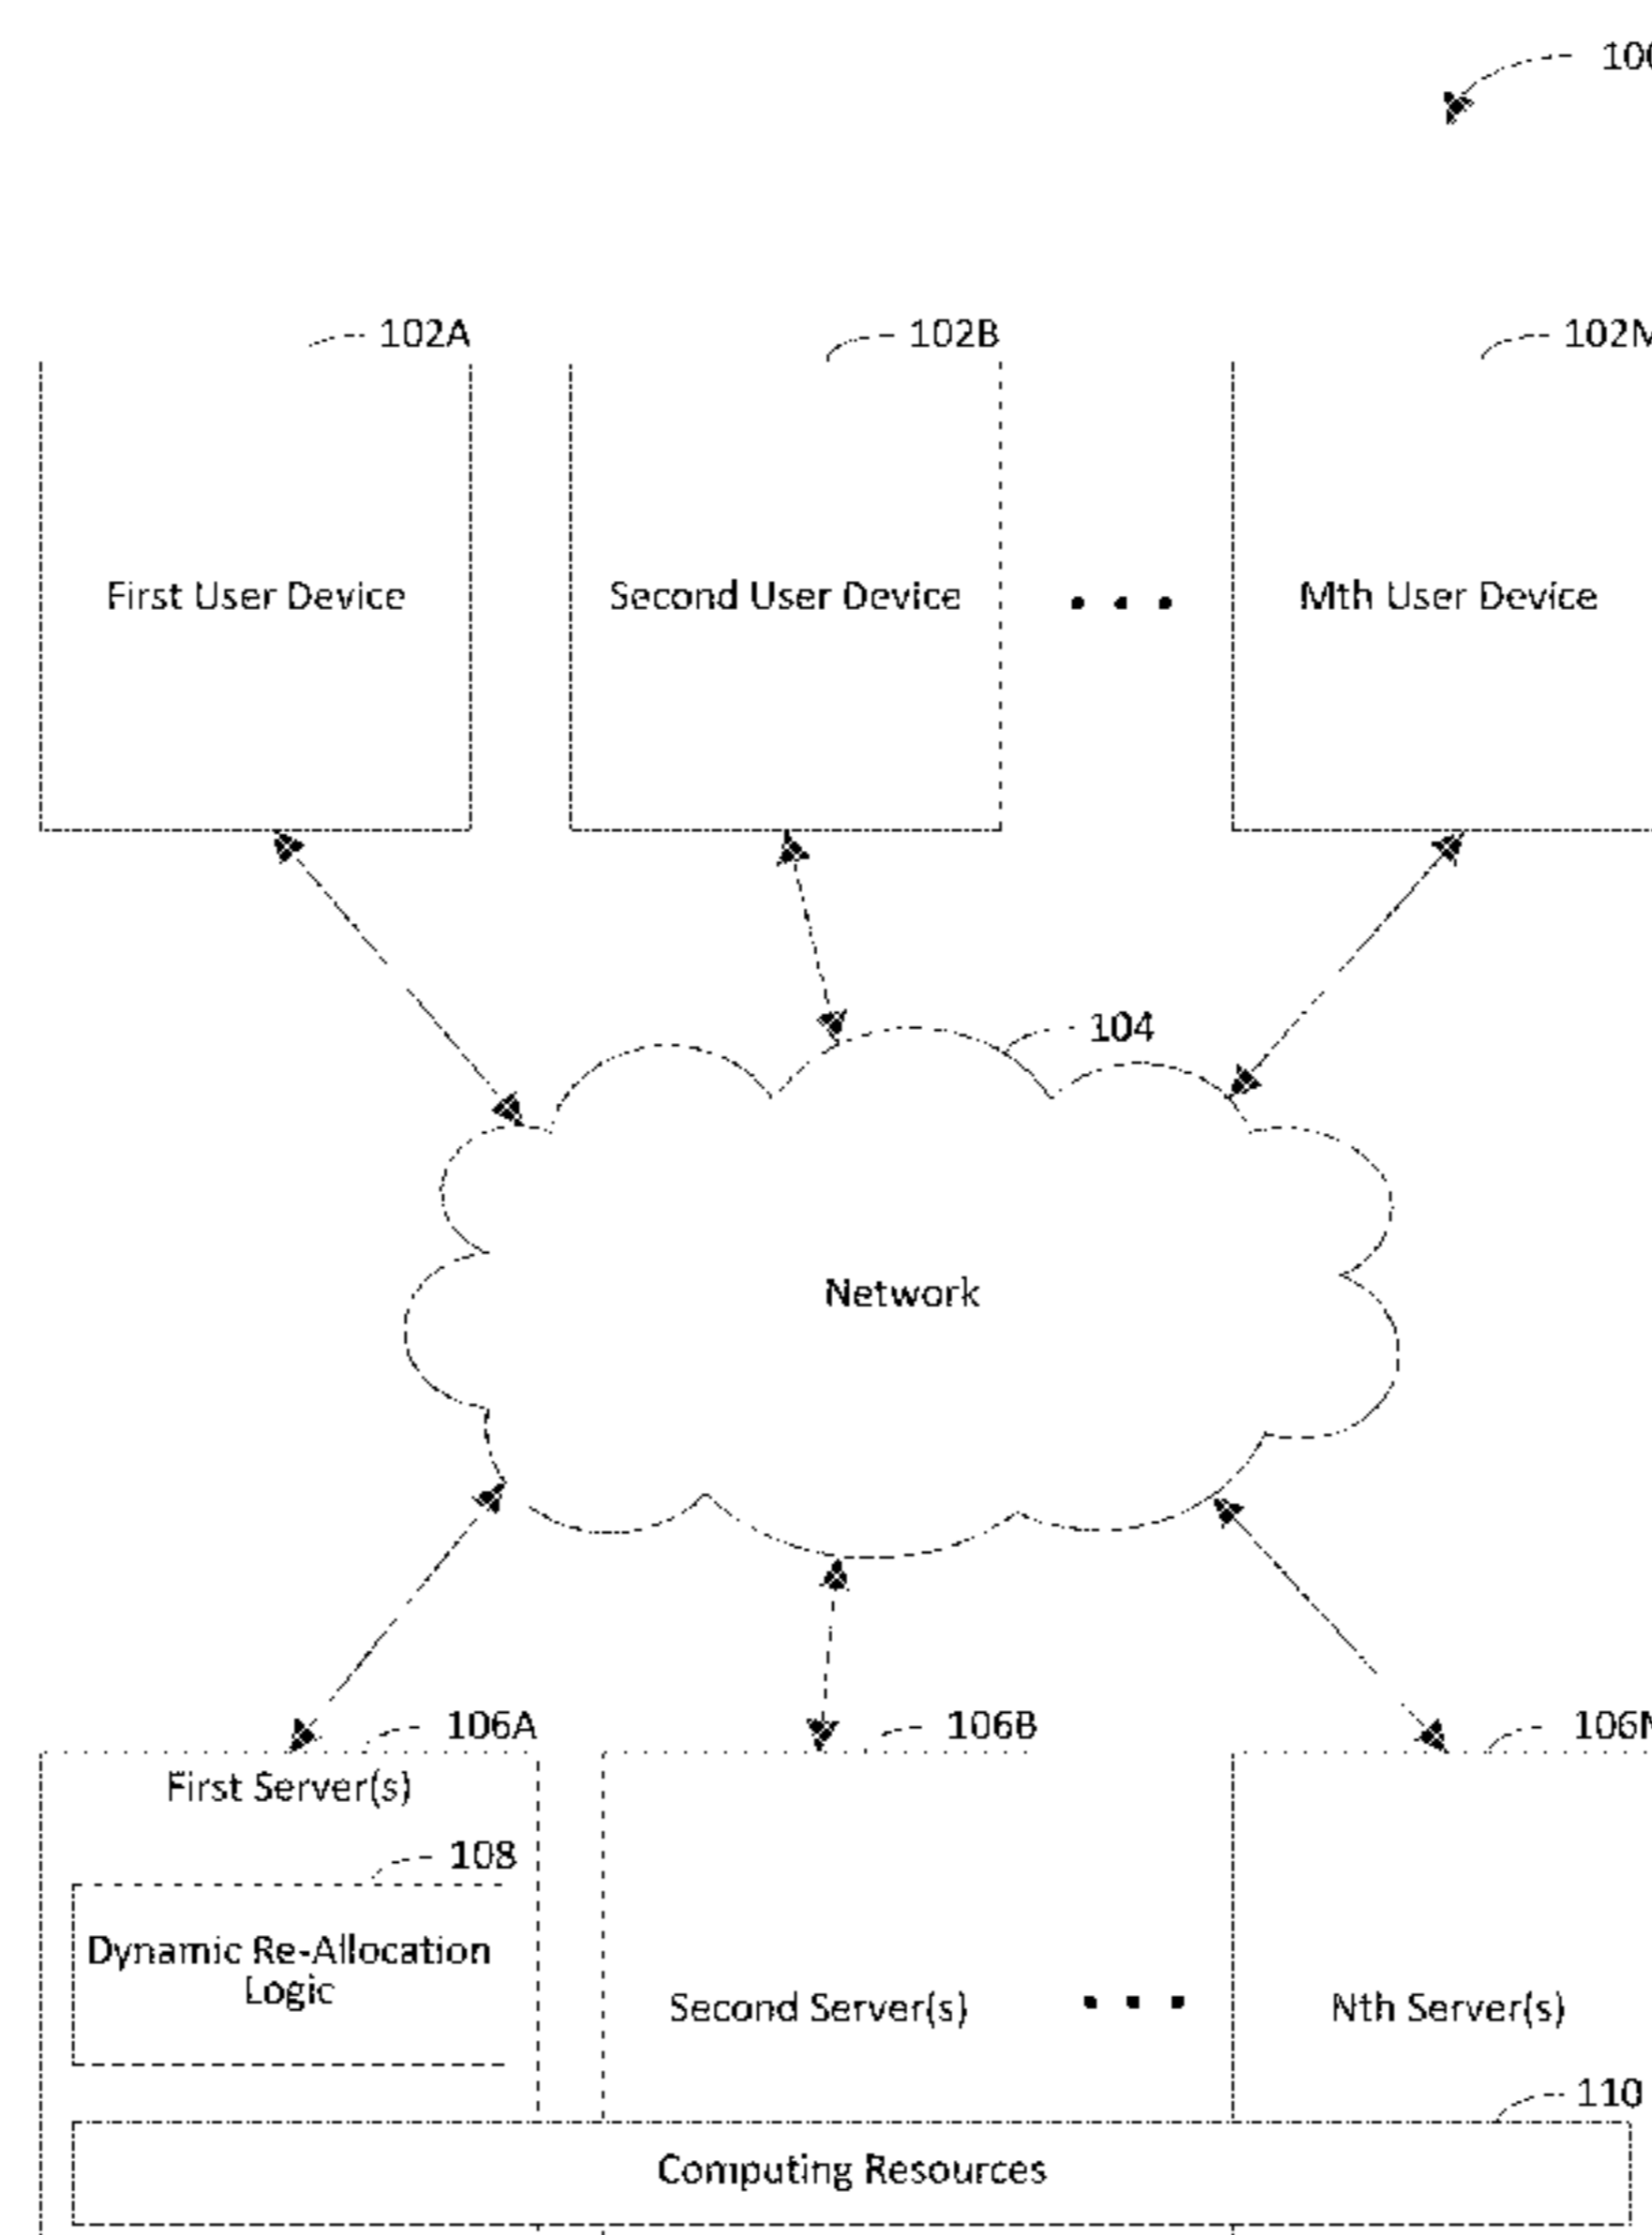 102A
102B
First User Device
Second User Device
Mth User Device
104
Network
106A
106B
First Server(s)
108
Dynamic Re-Allocation
Logic
Second Server(s)
Nth Server(s)
110
Computing Resources